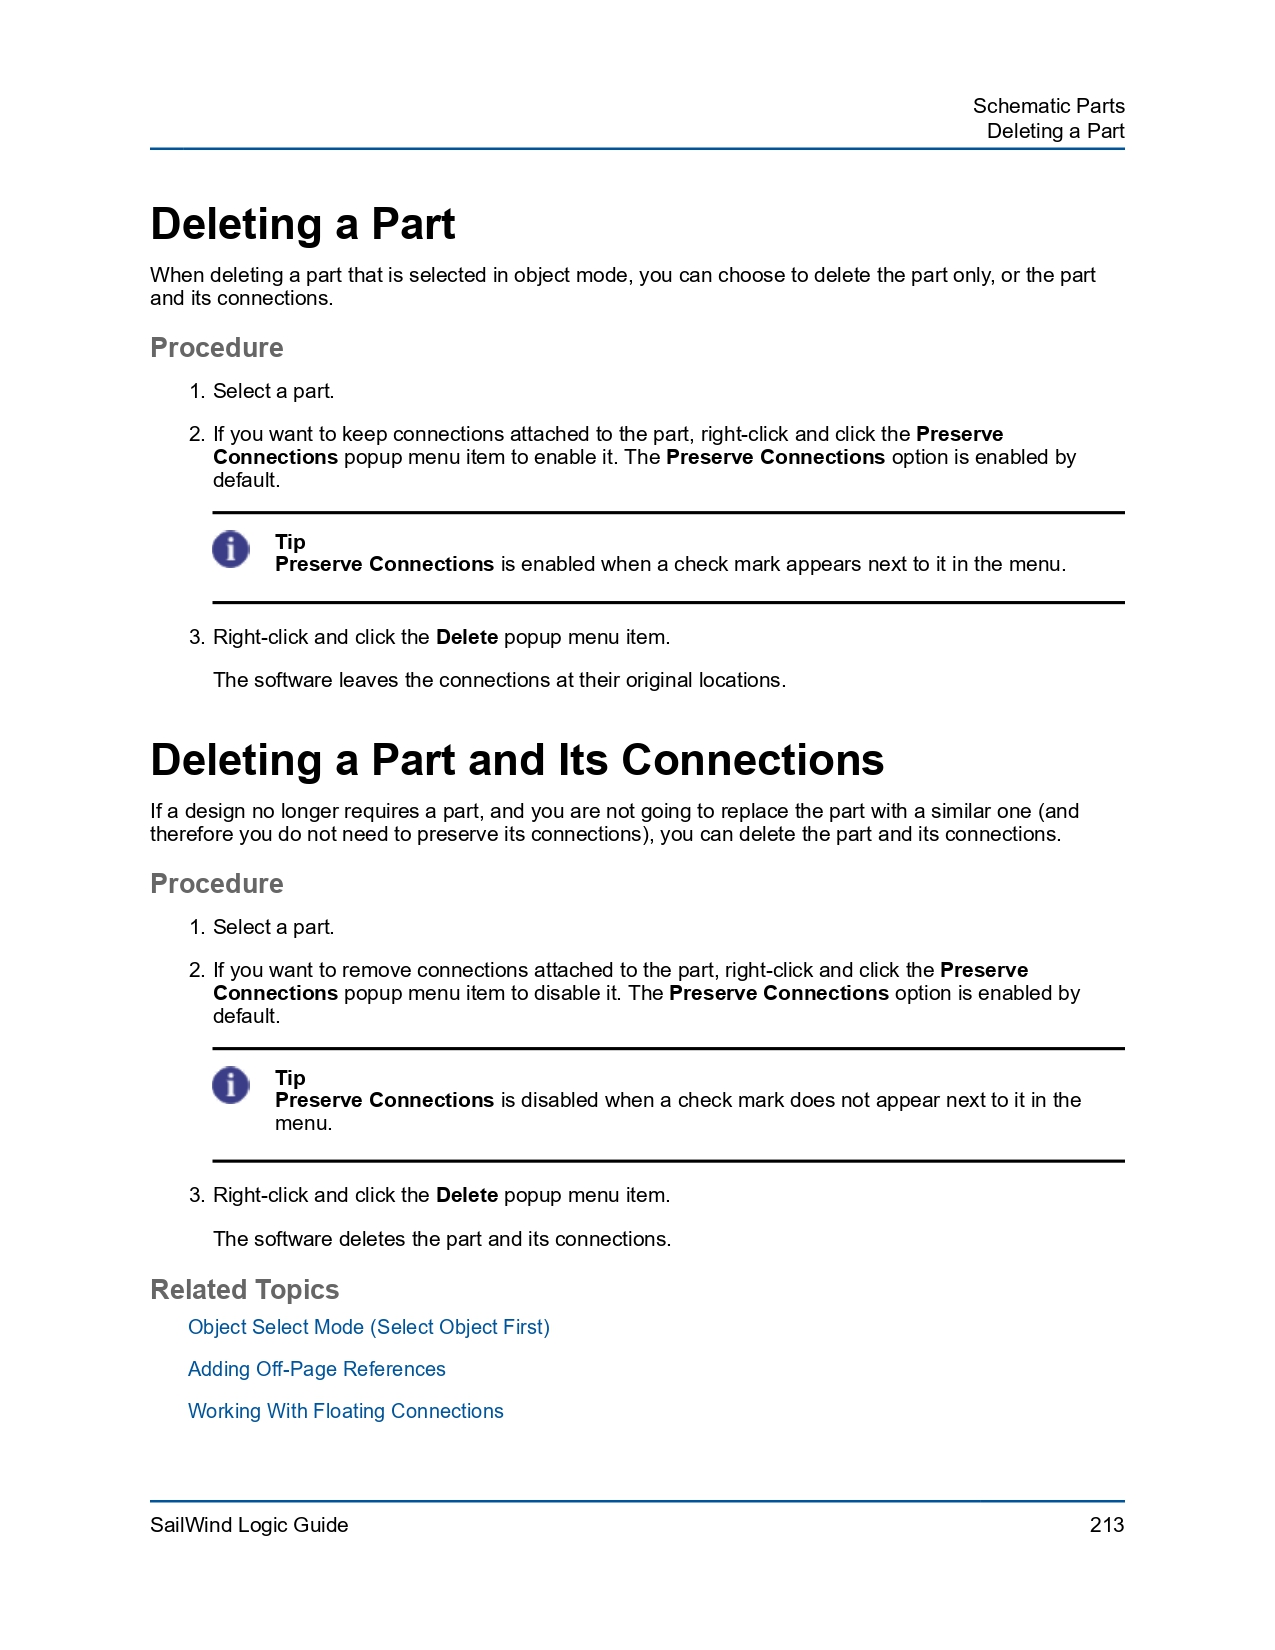 Schematic Parts
Deleting a Part
Deleting a Part
When deleting a part that is selected in object mode, you can choose to delete the part only, or the part
and its connections.
Procedure
1. Select a part.
2. If you want to keep connections attached to the part, right-click and click the Preserve
Connections popup menu item to enable it. The Preserve Connections option is enabled by
default.
Tip
Preserve Connections is enabled when a check mark appears next to it in the menu.
3. Right-click and click the Delete popup menu item.
The software leaves the connections at their original locations.
Deleting a Part and Its Connections
If a design no longer requires a part, and you are not going to replace the part with a similar one (and
therefore you do not need to preserve its connections), you can delete the part and its connections.
Procedure
1. Select a part.
2. If you want to remove connections attached to the part, right-click and click the Preserve
Connections popup menu item to disable it. The Preserve Connections option is enabled by
default.
Tip
Preserve Connections is disabled when a check mark does not appear next to it in the
menu.
3. Right-click and click the Delete popup menu item.
The software deletes the part and its connections.
Related Topics
Object Select Mode (Select Object First)
Adding Off-Page References
Working With Floating Connections
SailWind Logic Guide 213